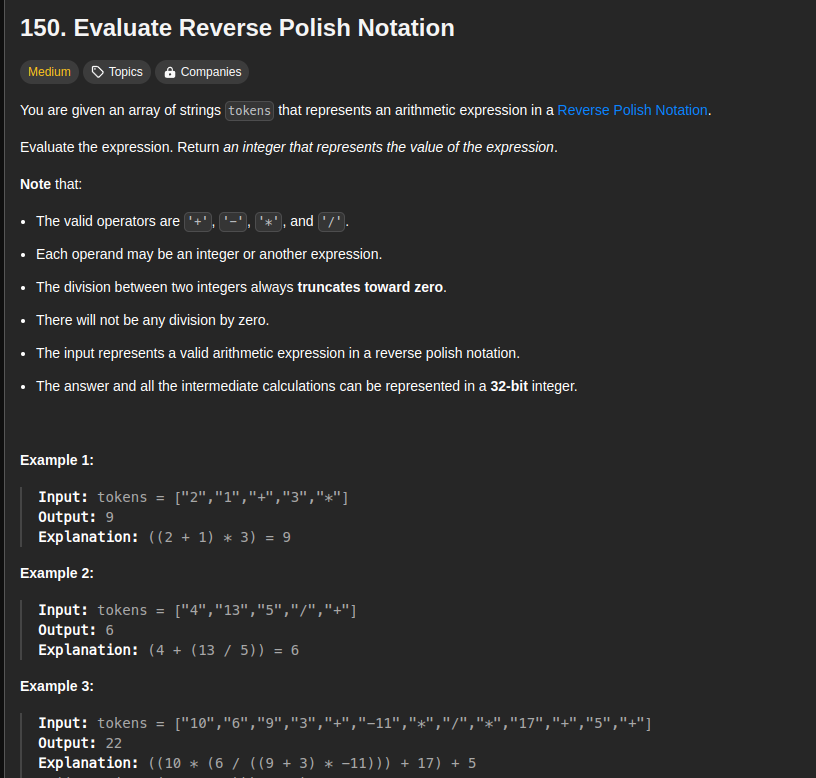 150. Evaluate Reverse Polish Notation
Medium Topics Companies
You are given an array of strings tokens that represents an arithmetic expression in a Reverse Polish Notation.
Evaluate the expression. Return an integer that represents the value of the expression.
Note that:
• The valid operators are '+', '-', '*', and '/'.
• Each operand may be an integer or another expression.
• The division between two integers always truncates toward zero.
• There will not be any division by zero.
• The input represents a valid arithmetic expression in a reverse polish notation.
• The answer and all the intermediate calculations can be represented in a 32-bit integer.
Example 1:
Input: tokens = ["2","1","+","3","*"]
Output: 9
Explanation: ((2 + 1) * 3) = 9
Example 2:
Input: tokens = ["4","13","5","/","+"]
Output: 6
Explanation: (4 + (13 / 5)) = 6
Example 3:
Input: tokens = ["10","6","9","3","+","-11","*","/","*","17","+","5","+"]
Output: 22
Explanation: ((10 * (6 / ((9 + 3) * -11))) + 17) + 5